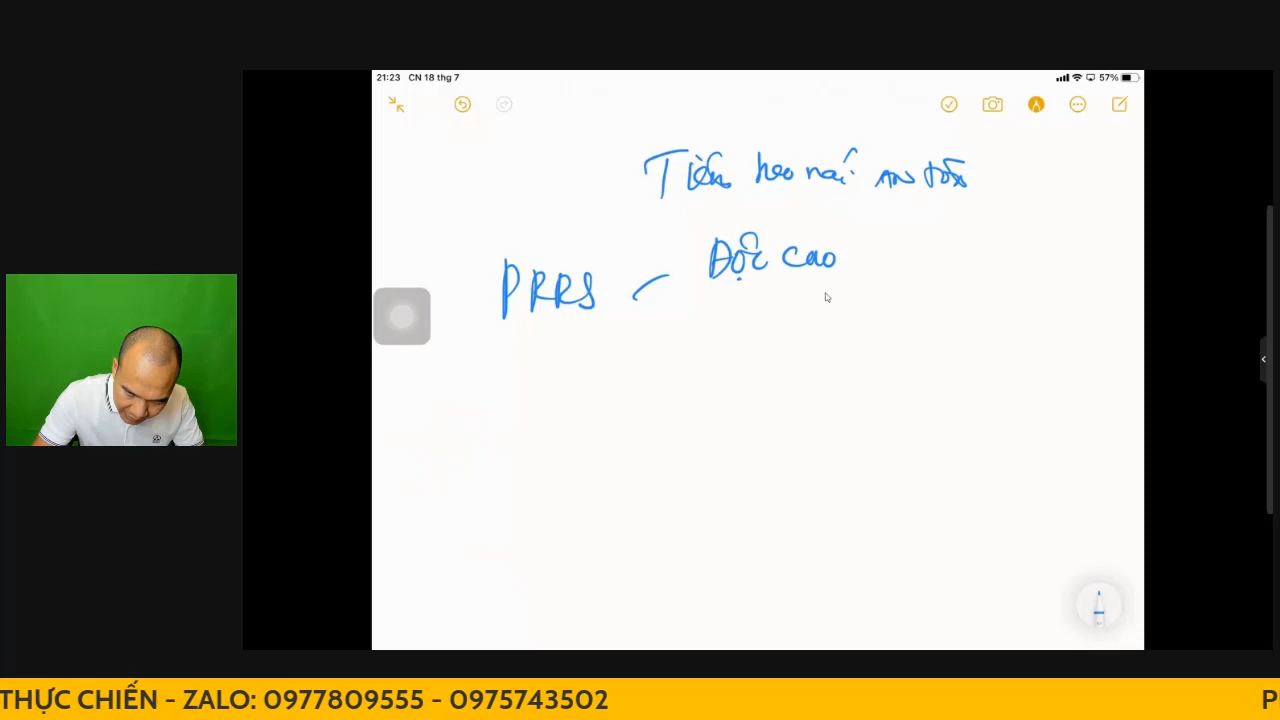 21:23 CN 18 thg 7
57%
Tiêm heo nái an toàn
Độc cao
PRRS
THỰC CHIẾN - ZALO: 0977809555 - 0975743502
P